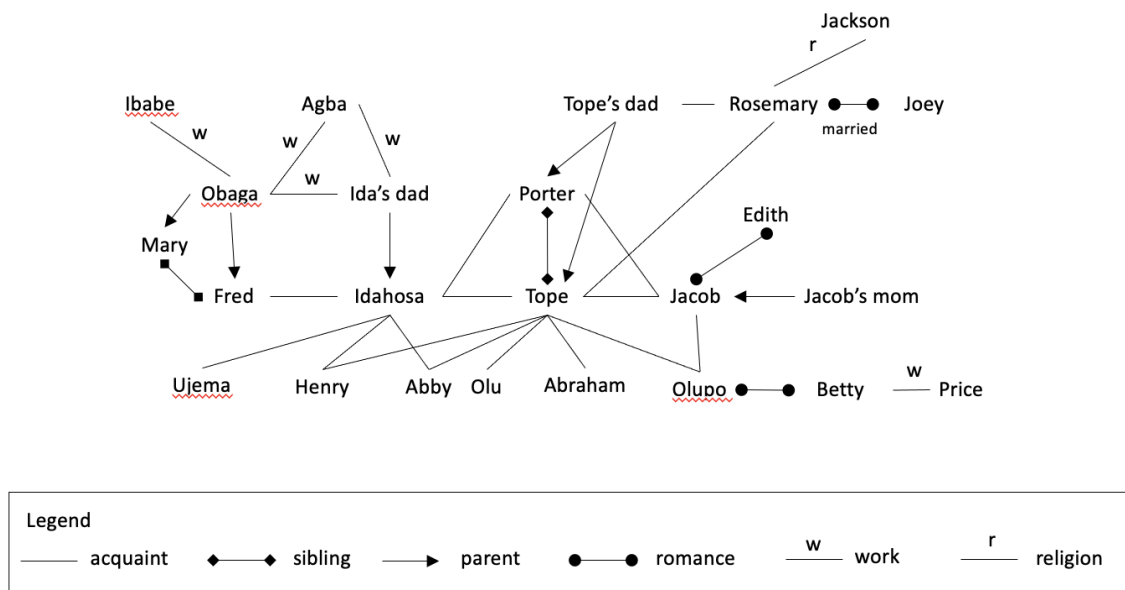 Jackson
r
Ibabe
Agba
Tope's dad
Rosemary
Joey
married
w
w
w
w
Obaga
Ida's dad
Porter
Edith
Mary
Fred
Idahosa
Tope
Jacob
Jacob's mom
Ujema
Henry
Abby
Olu
Abraham
Olupo
Betty
w
Price
Legend
acquaint
sibling
parent
romance
w
work
r
religion